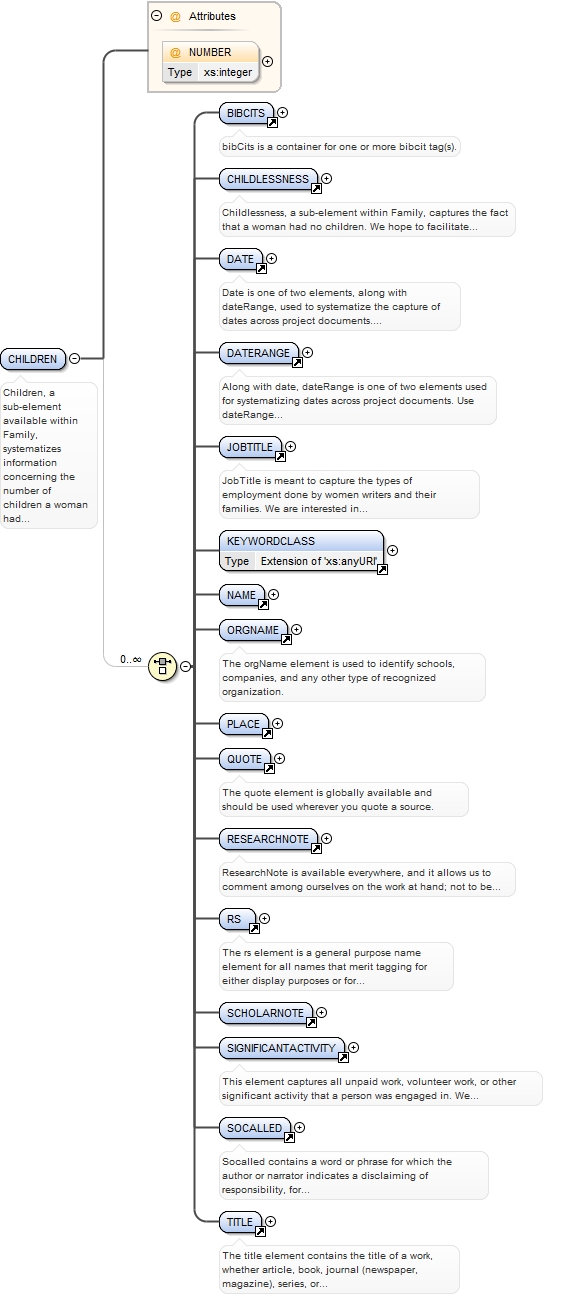 Attributes
@ NUMBER
Type xs:integer
BIBCITS
bibCits is a container for one or more bibcit tag(s).
CHILDLESSNESS
Childlessness, a sub-element within Family, captures the fact
that a woman had no children. We hope to facilitate...
DATE
Date is one of two elements, along with
dateRange, used to systematize the capture of
dates across project documents....
DATERANGE
Along with date, dateRange is one of two elements used
for systematizing dates across project documents. Use
dateRange...
CHILDREN
Children, a
sub-element
available within
Family,
systematizes
information
concerning the
number of
children a woman
had...
JOBTITLE
JobTitle is meant to capture the types of
employment done by women writers and their
families. We are interested in...
KEYWORDCLASS
Type Extension of 'xs:anyURI'
NAME
ORGNAME
The orgName element is used to identify schools,
companies, and any other type of recognized
organization.
0..∞
PLACE
QUOTE
The quote element is globally available and
should be used wherever you quote a source.
RESEARCHNOTE
ResearchNote is available everywhere, and it allows us to
comment among ourselves on the work at hand; not to be...
RS
The rs element is a general purpose name
element for all names that merit tagging for
either display purposes or for...
SCHOLARNOTE
SIGNIFICANTACTIVITY
This element captures all unpaid work, volunteer work, or other
significant activity that a person was engaged in. We...
SOCALLED
Socalled contains a word or phrase for which the
author or narrator indicates a disclaiming of
responsibility, for...
TITLE
The title element contains the title of a work,
whether article, book, journal (newspaper,
magazine), series, or...